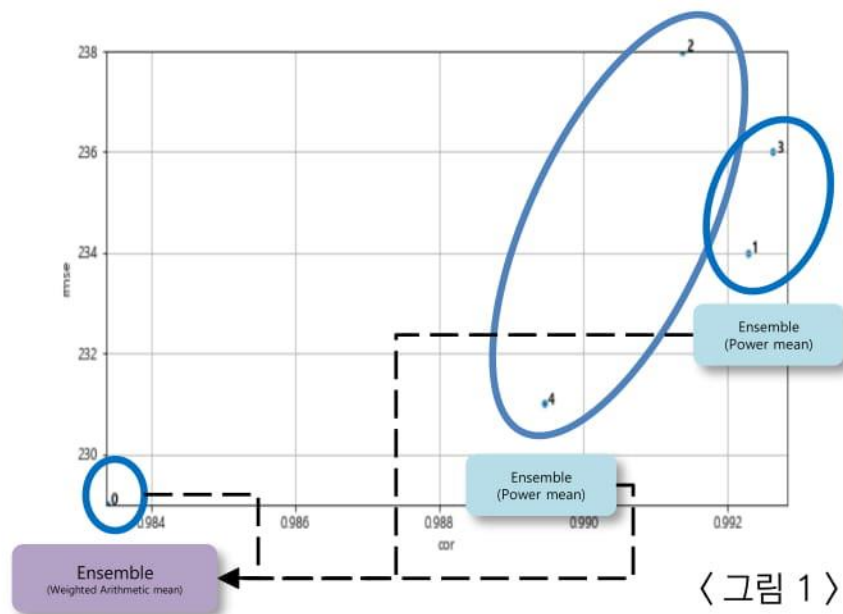 238
2
236
3
234
1
rmse
Ensemble
(Power mean)
232
4
230
Ensemble
(Power mean)
0
0.984
0.986
0.988
0.990
0.992
cor
Ensemble
(Weighted Arithmetic mean)
〈 그림 1 〉